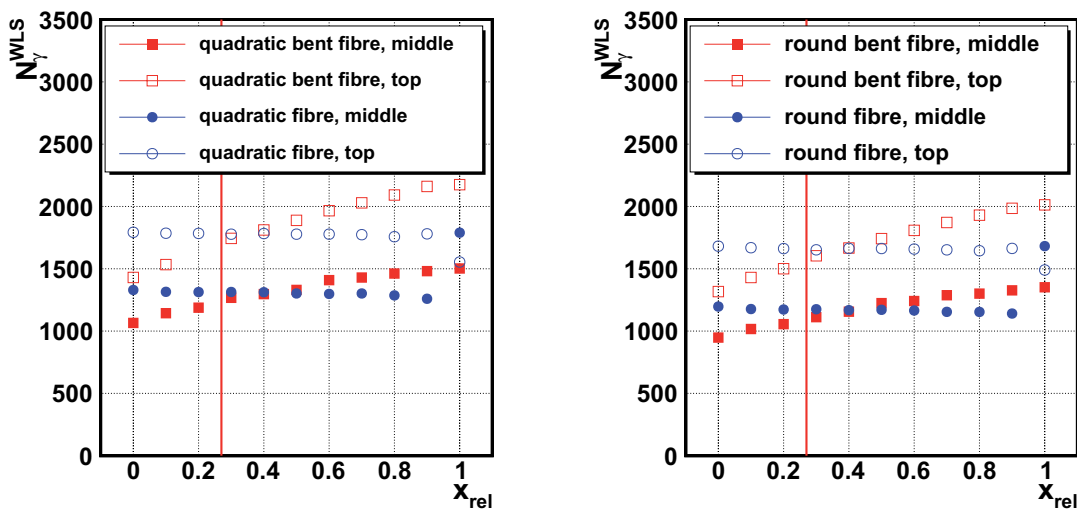 N_γ^WLS
3500
3000
2500
2000
1500
1000
500
0
quadratic bent fibre, middle
quadratic bent fibre, top
quadratic fibre, middle
quadratic fibre, top
0 0.2 0.4 0.6 0.8 1
x_rel
N_γ^WLS
3500
3000
2500
2000
1500
1000
500
0
round bent fibre, middle
round bent fibre, top
round fibre, middle
round fibre, top
0 0.2 0.4 0.6 0.8 1
x_rel